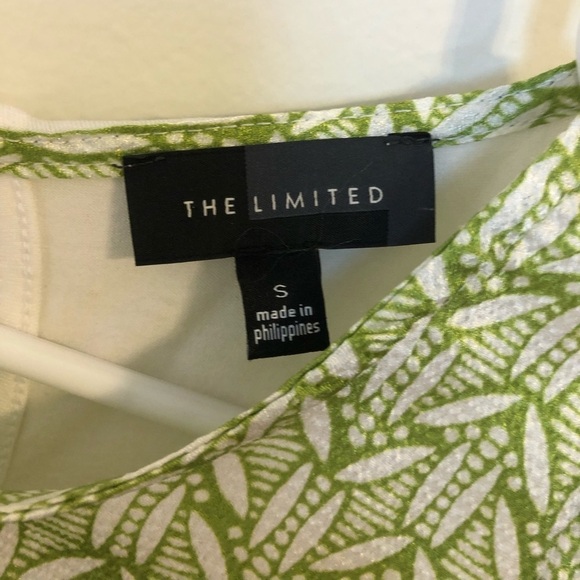 THE LIMITED
S
made in
philippines